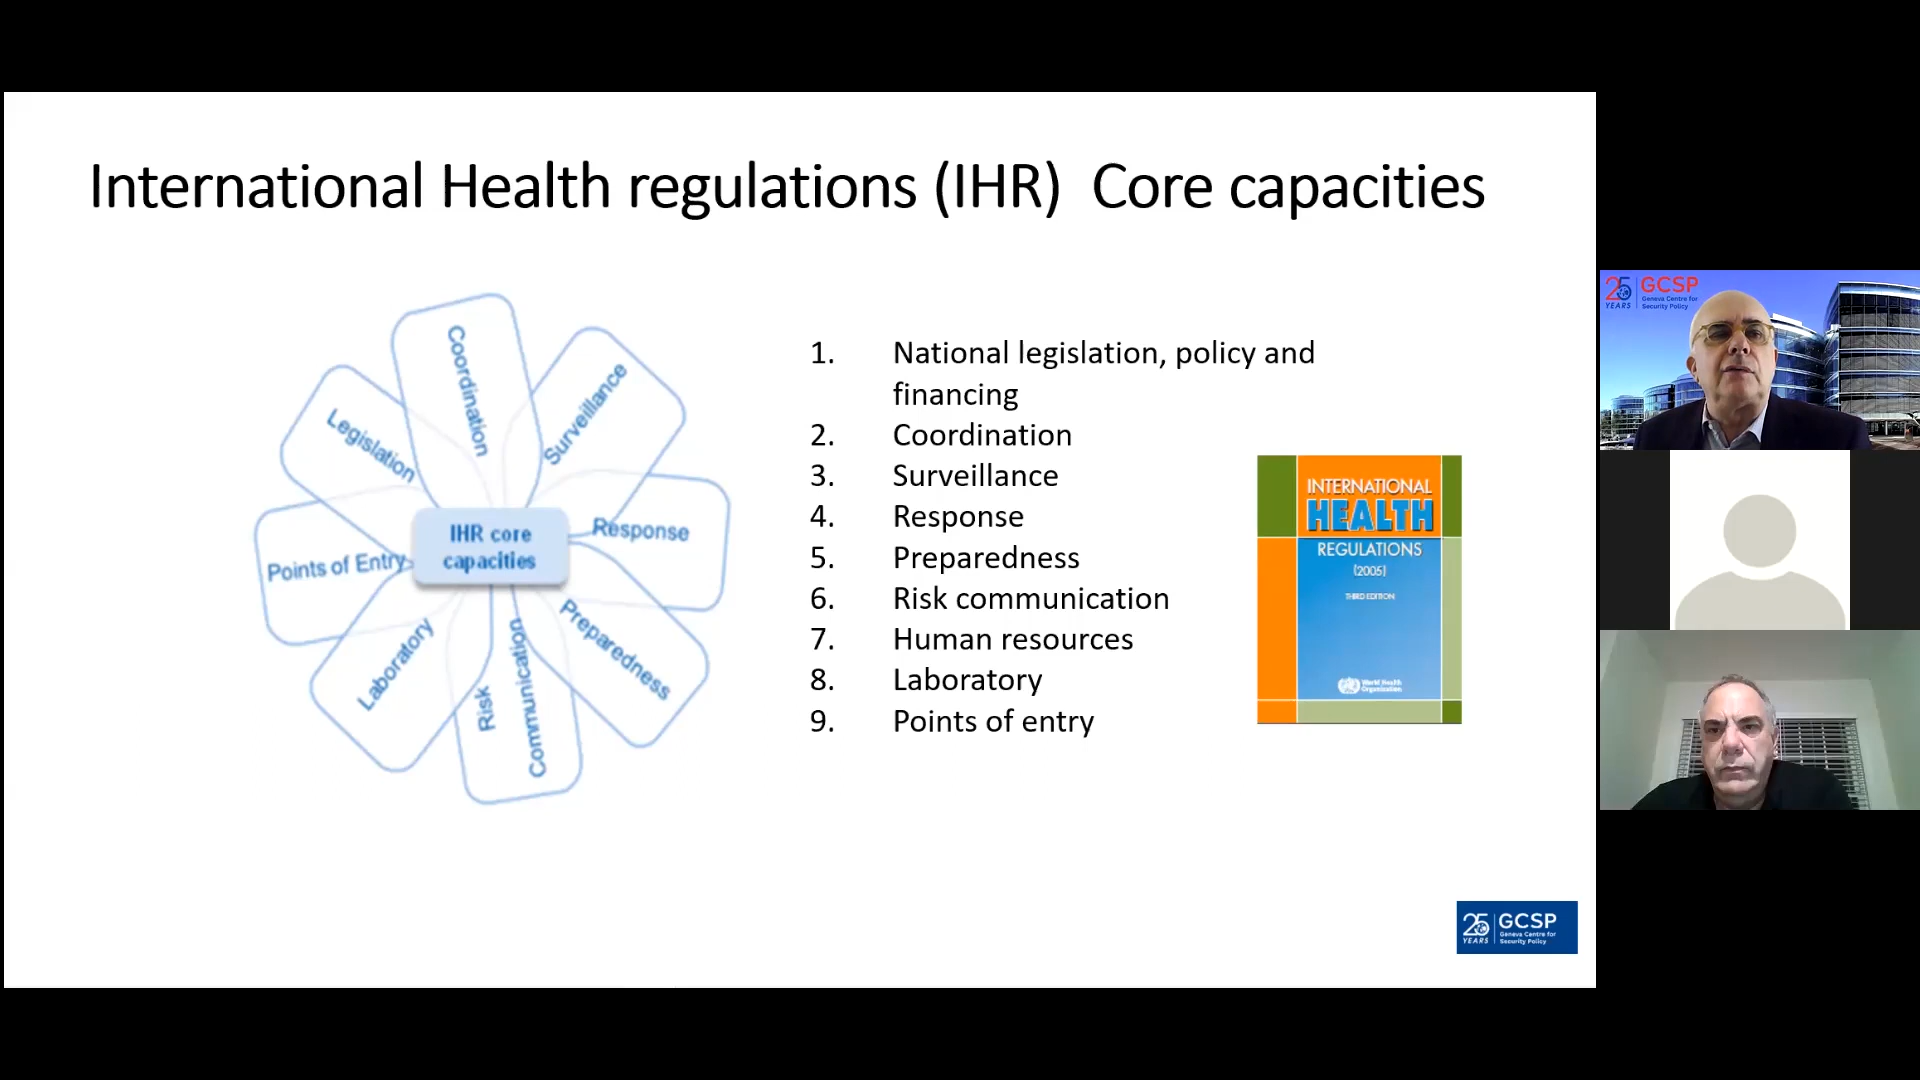 International Health regulations (IHR)  Core capacities
Coordination
Surveillance
Legislation
Response
IHR core
capacities
Points of Entry
Preparedness
Laboratory
Risk
Communication
1. National legislation, policy and
financing
2. Coordination
3. Surveillance
4. Response
5. Preparedness
6. Risk communication
7. Human resources
8. Laboratory
9. Points of entry
INTERNATIONAL
HEALTH
REGULATIONS
(2005)
THIRD EDITION
World Health
Organization
25 YEARS GCSP
Geneva Centre for
Security Policy
25 YEARS GCSP
Geneva Centre for
Security Policy